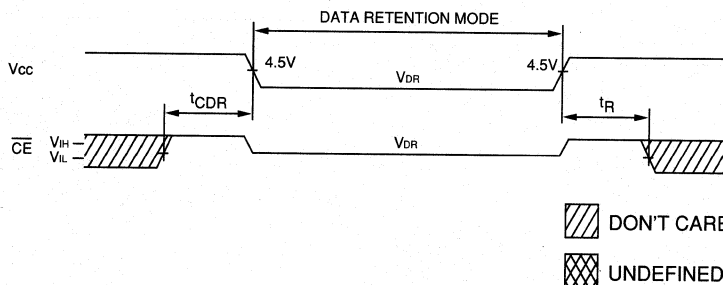 DATA RETENTION MODE
Vcc
4.5V
VDR
4.5V
tCDR
tR
CE
VIH
VIL
VDR
DON'T CARE
UNDEFINED